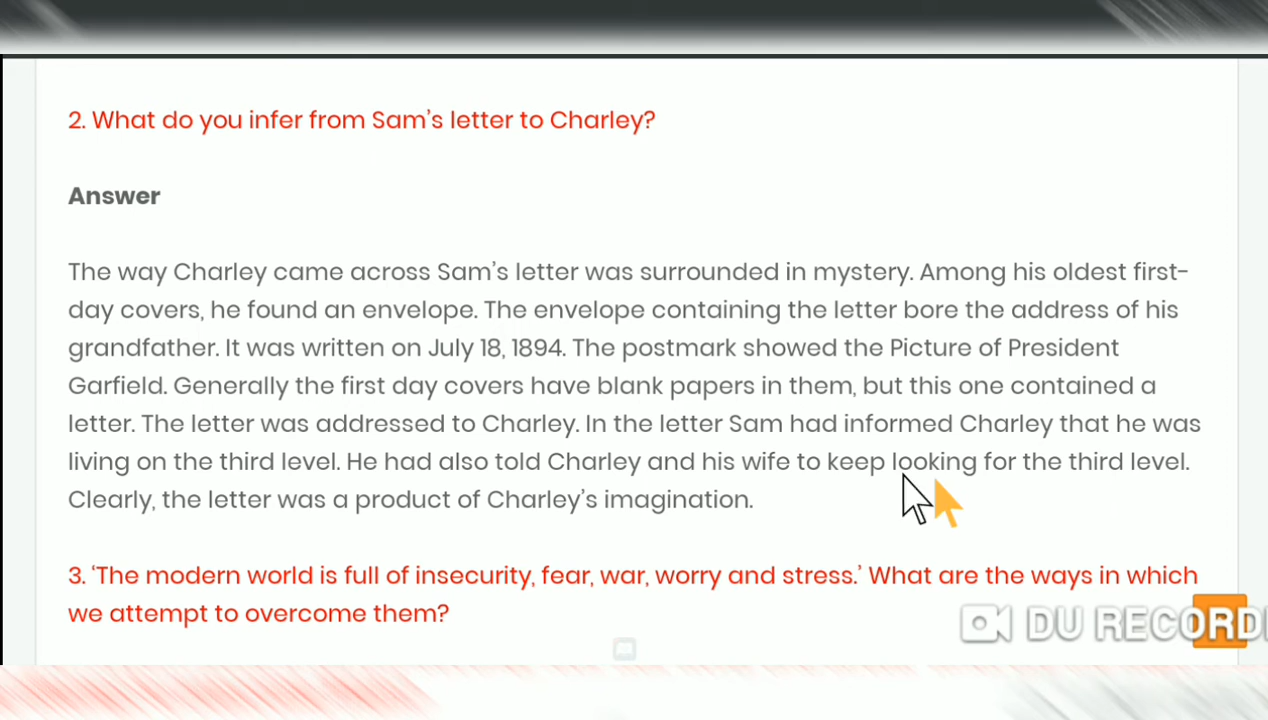 2. What do you infer from Sam's letter to Charley?
Answer
The way Charley came across Sam's letter was surrounded in mystery. Among his oldest first-
day covers, he found an envelope. The envelope containing the letter bore the address of his
grandfather. It was written on July 18, 1894. The postmark showed the Picture of President
Garfield. Generally the first day covers have blank papers in them, but this one contained a
letter. The letter was addressed to Charley. In the letter Sam had informed Charley that he was
living on the third level. He had also told Charley and his wife to keep looking for the third level.
Clearly, the letter was a product of Charley's imagination.
3. 'The modern world is full of insecurity, fear, war, worry and stress.' What are the ways in which
we attempt to overcome them?
DU RECORD